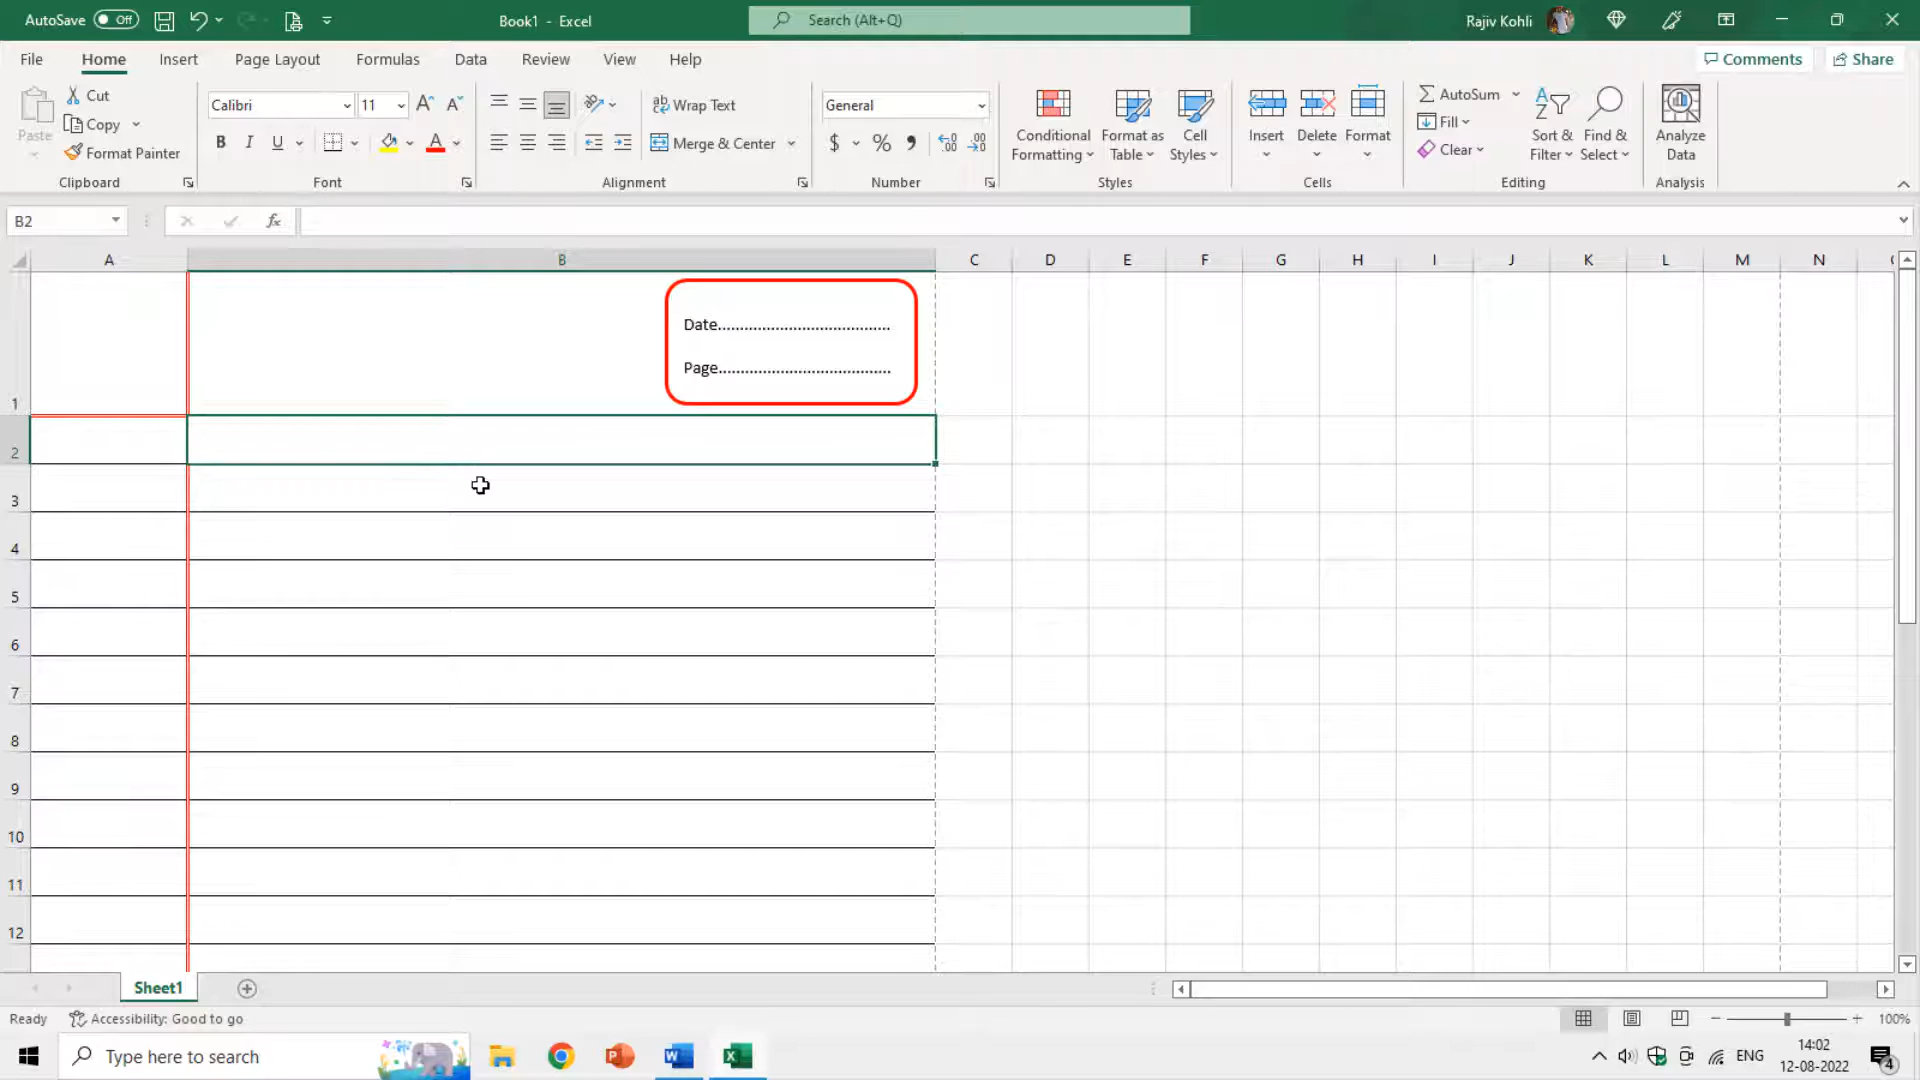 AutoSave Off Book1 - Excel Search (Alt+Q) Rajiv Kohli
File Home Insert Page Layout Formulas Data Review View Help Comments Share
Paste Cut Copy Format Painter Clipboard
Calibri 11 B I U A Font
ab Wrap Text Merge & Center Alignment
General $ % Number
Conditional Formatting Format as Table Cell Styles Styles
Insert Delete Format Cells
AutoSum Fill Clear Sort & Filter Find & Select Editing
Analyze Data Analysis
B2 fx
A B C D E F G H I J K L M N
Date.......................................
Page.......................................
1
2
3
4
5
6
7
8
9
10
11
12
Sheet1
Ready Accessibility: Good to go 100%
Type here to search ENG 14:02 12-08-2022 4